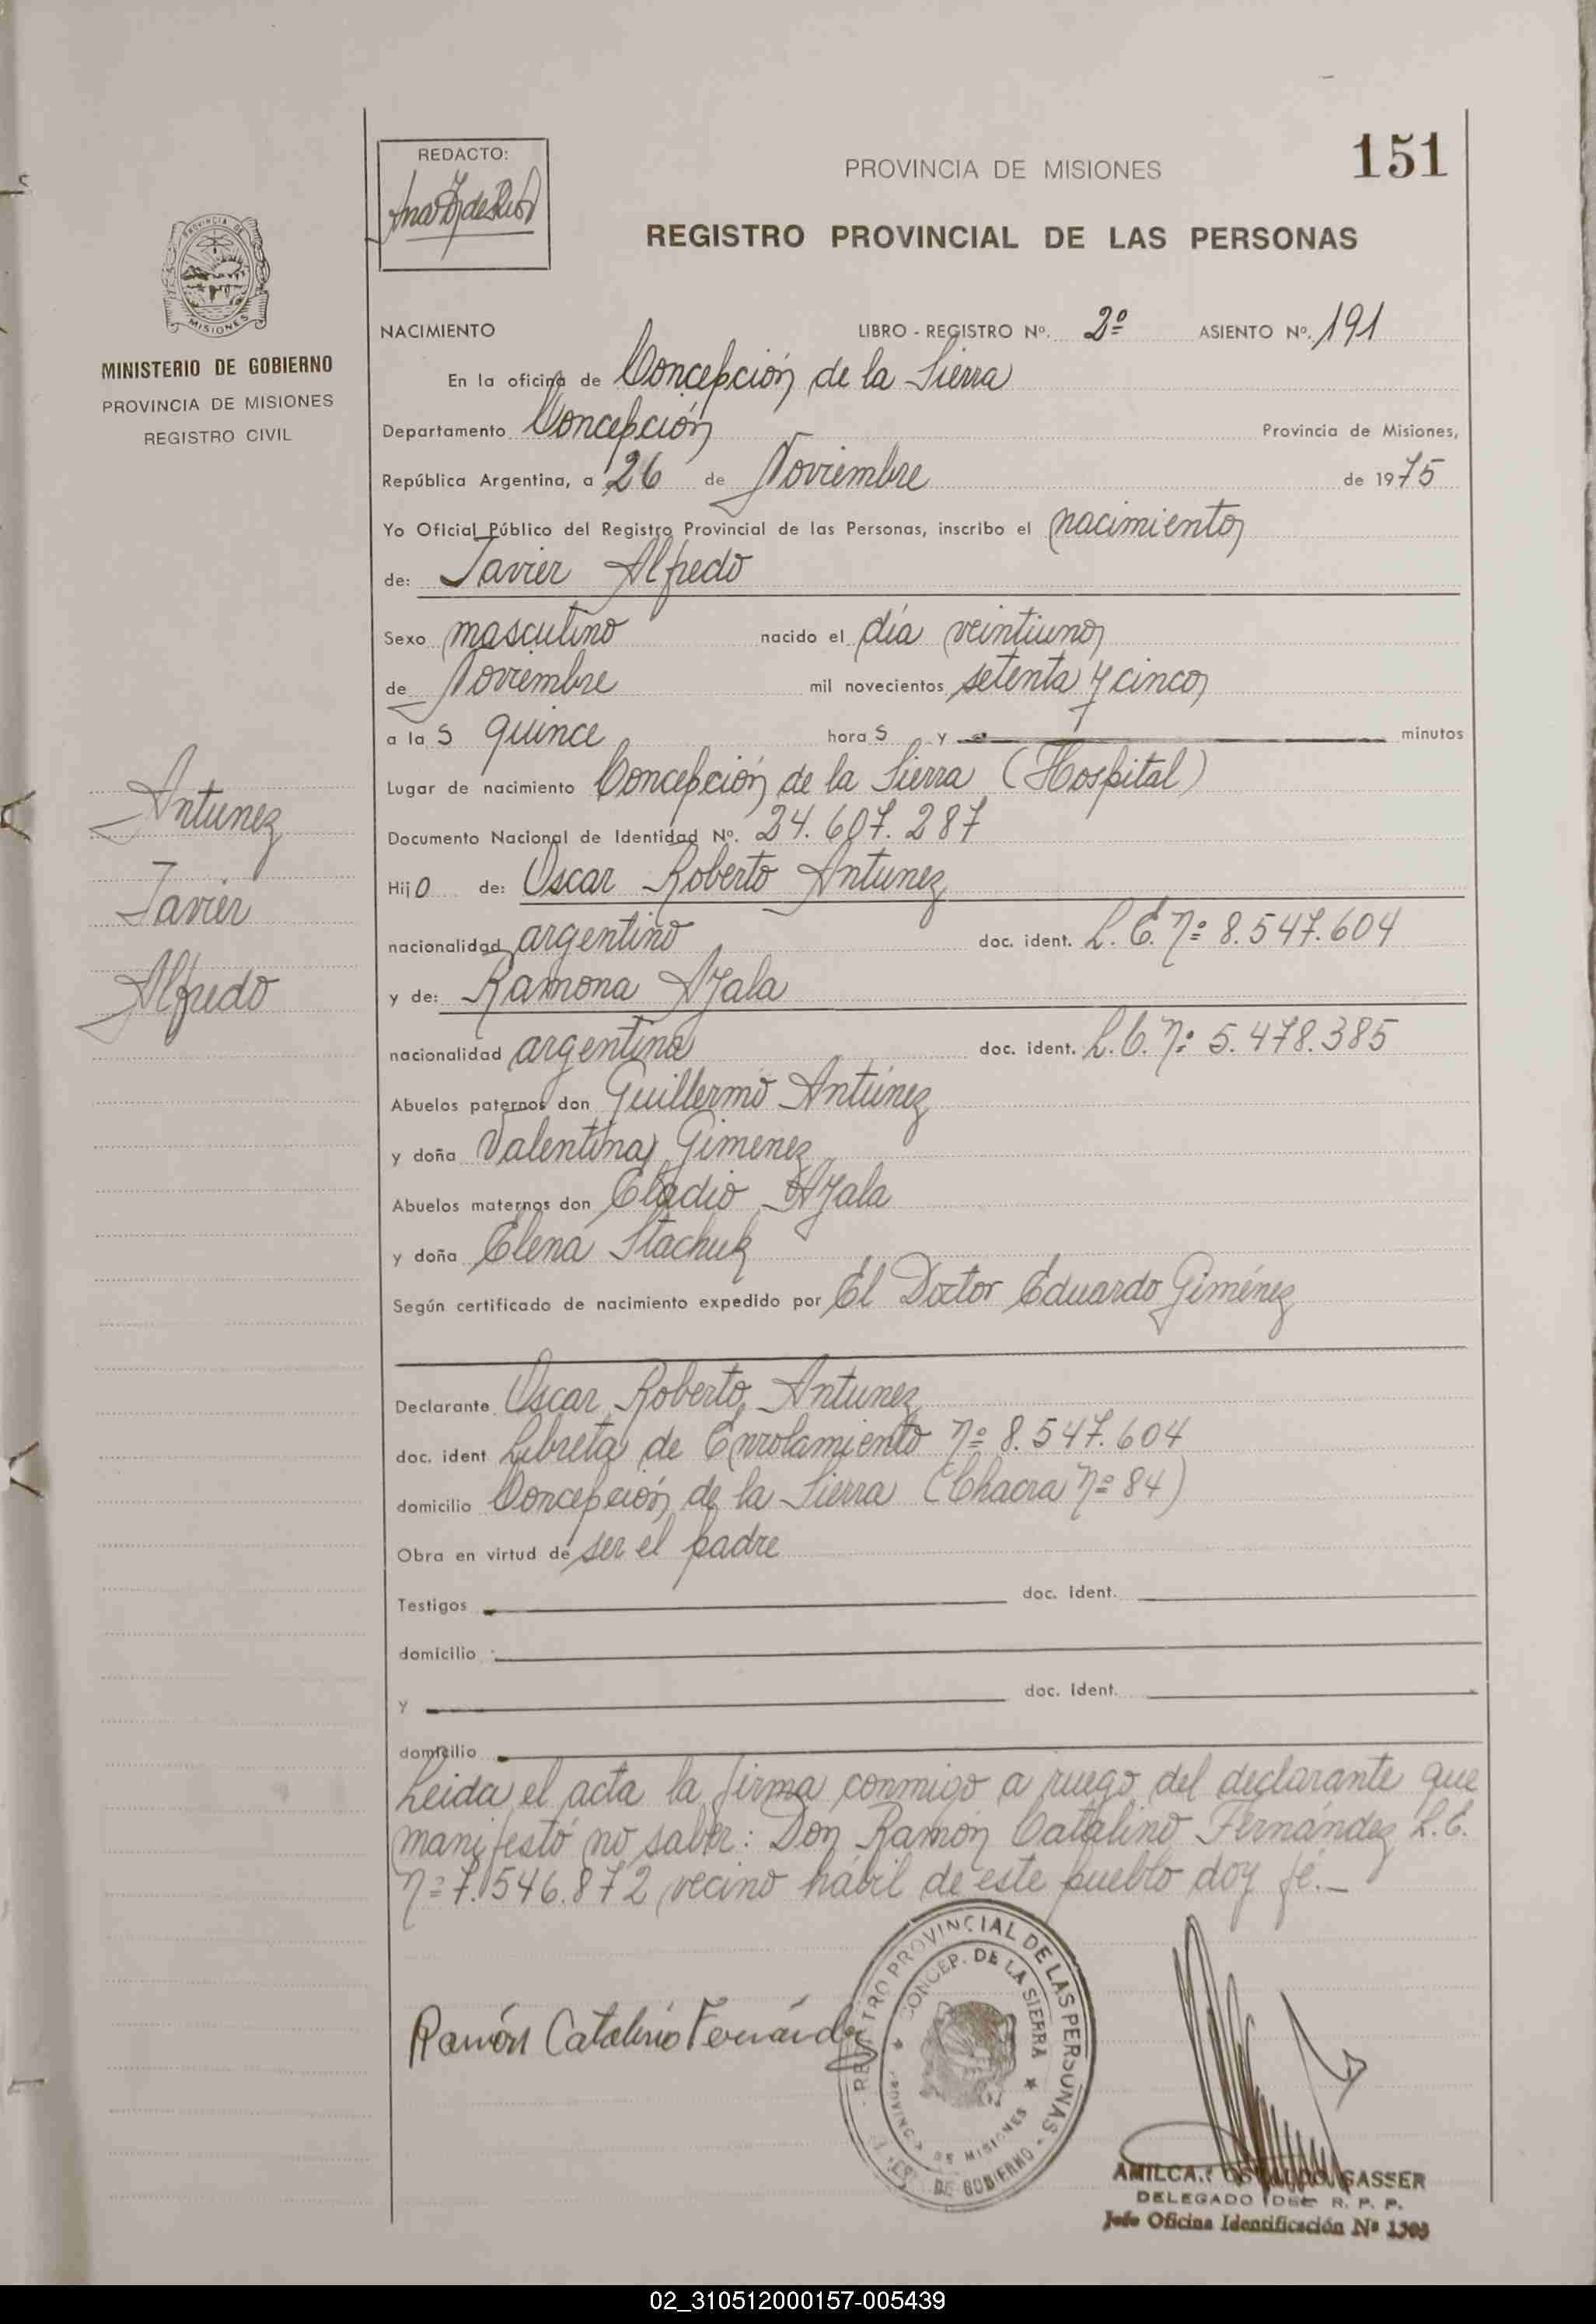 REDACTO:
PROVINCIA DE MISIONES
151
REGISTRO PROVINCIAL DE LAS PERSONAS
PROVINCIA DE
MISIONES
MINISTERIO DE GOBIERNO
PROVINCIA DE MISIONES
REGISTRO CIVIL
NACIMIENTO LIBRO - REGISTRO Nº. 2º ASIENTO Nº. 191
En la oficina de Concepción de la Sierra
Departamento Concepción Provincia de Misiones,
República Argentina, a 26 de Noviembre de 1975
Yo Oficial Público del Registro Provincial de las Personas, inscribo el nacimiento
de: Javier Alfredo
Sexo masculino nacido el día veintiuno
de Noviembre mil novecientos setenta y cinco
a la s quince hora s y minutos
Lugar de nacimiento Concepción de la Sierra (Hospital)
Documento Nacional de Identidad Nº. 24.607.287
Hijo de: Oscar Roberto Antunez
nacionalidad argentino doc. ident. L.E. nº 8.547.604
y de: Ramona Ayala
nacionalidad argentina doc. ident. L.C. nº 5.478.385
Abuelos paternos don Guillermo Antúnez
y doña Valentina Gimenez
Abuelos maternos don Eladio Ayala
y doña Elena Stachuk
Según certificado de nacimiento expedido por El Doctor Eduardo Giménez
Antunez
Javier
Alfredo
Declarante Oscar Roberto Antunez
doc. ident Libreta de Enrolamiento nº 8.547.604
domicilio Concepción de la Sierra (Chacra nº 84)
Obra en virtud de ser el padre
Testigos doc. ident.
domicilio
y doc. ident.
domicilio
Leida el acta la firma conmigo a ruego del declarante que
manifestó no saber: Don Ramón Catalino Fernández L.E.
nº 7.546.872 vecino hábil de este pueblo doy fé.-
Ramón Catalino Fernández
REGISTRO PROVINCIAL DE LAS PERSONAS
CONCEP. DE LA SIERRA
PROVINCIA DE MISIONES
DE GOBIERNO
GASSER
DELEGADO DEL R. P. P.
Jefe Oficina Identificación Nº 1303
02_310512000157-005439